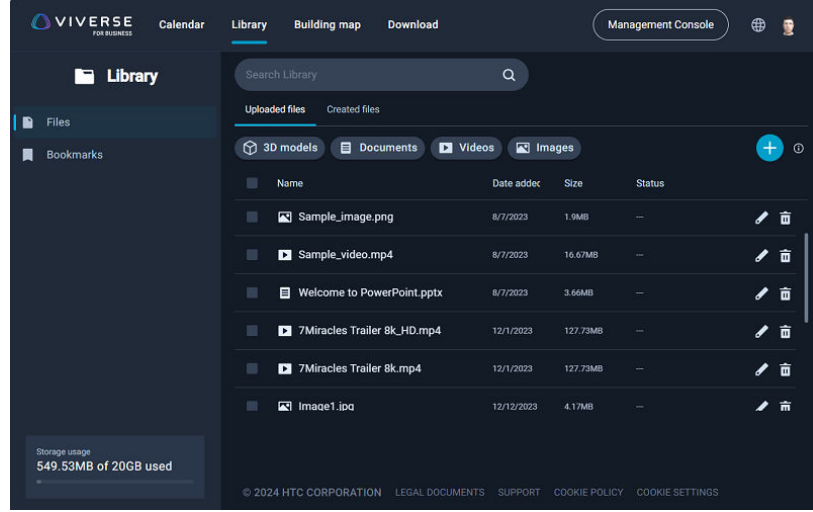 VIVERSE
FOR BUSINESS
Calendar
Library
Building map
Download
Management Console
Library
Files
Bookmarks
Storage usage
549.53MB of 20GB used
Search Library
Uploaded files
Created files
3D models
Documents
Videos
Images
Name Date addec Size Status
Sample_image.png 8/7/2023 1.9MB ---
Sample_video.mp4 8/7/2023 16.67MB ---
Welcome to PowerPoint.pptx 8/7/2023 3.66MB ---
7Miracles Trailer 8k_HD.mp4 12/1/2023 127.73MB ---
7Miracles Trailer 8k.mp4 12/1/2023 127.73MB ---
Image1.jpg 12/12/2023 4.17MB ---
© 2024 HTC CORPORATION LEGAL DOCUMENTS SUPPORT COOKIE POLICY COOKIE SETTINGS